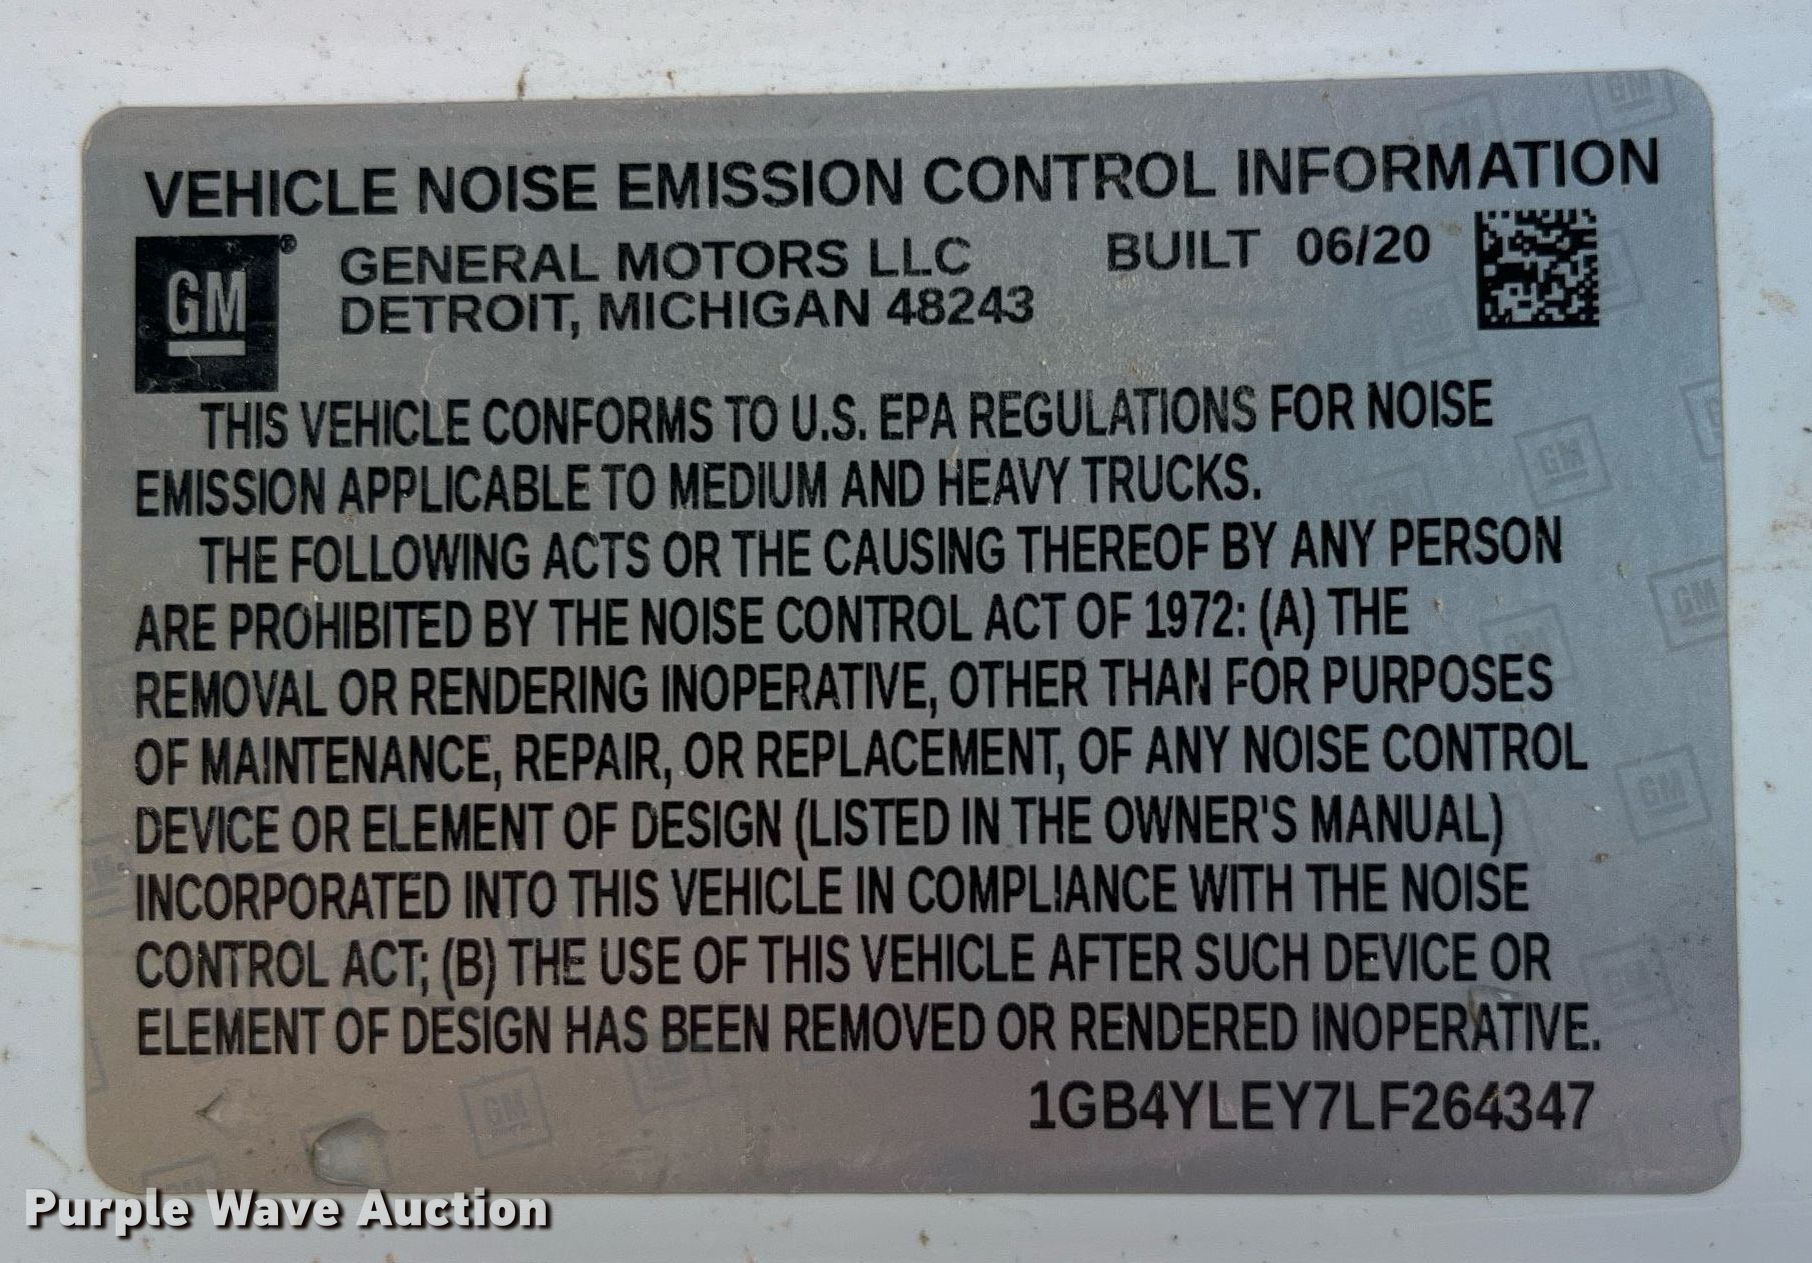 VEHICLE NOISE EMISSION CONTROL INFORMATION
GM ® GENERAL MOTORS LLC BUILT 06/20
DETROIT, MICHIGAN 48243
THIS VEHICLE CONFORMS TO U.S. EPA REGULATIONS FOR NOISE
EMISSION APPLICABLE TO MEDIUM AND HEAVY TRUCKS.
THE FOLLOWING ACTS OR THE CAUSING THEREOF BY ANY PERSON
ARE PROHIBITED BY THE NOISE CONTROL ACT OF 1972: (A) THE
REMOVAL OR RENDERING INOPERATIVE, OTHER THAN FOR PURPOSES
OF MAINTENANCE, REPAIR, OR REPLACEMENT, OF ANY NOISE CONTROL
DEVICE OR ELEMENT OF DESIGN (LISTED IN THE OWNER'S MANUAL)
INCORPORATED INTO THIS VEHICLE IN COMPLIANCE WITH THE NOISE
CONTROL ACT; (B) THE USE OF THIS VEHICLE AFTER SUCH DEVICE OR
ELEMENT OF DESIGN HAS BEEN REMOVED OR RENDERED INOPERATIVE.
1GB4YLEY7LF264347
Purple Wave Auction